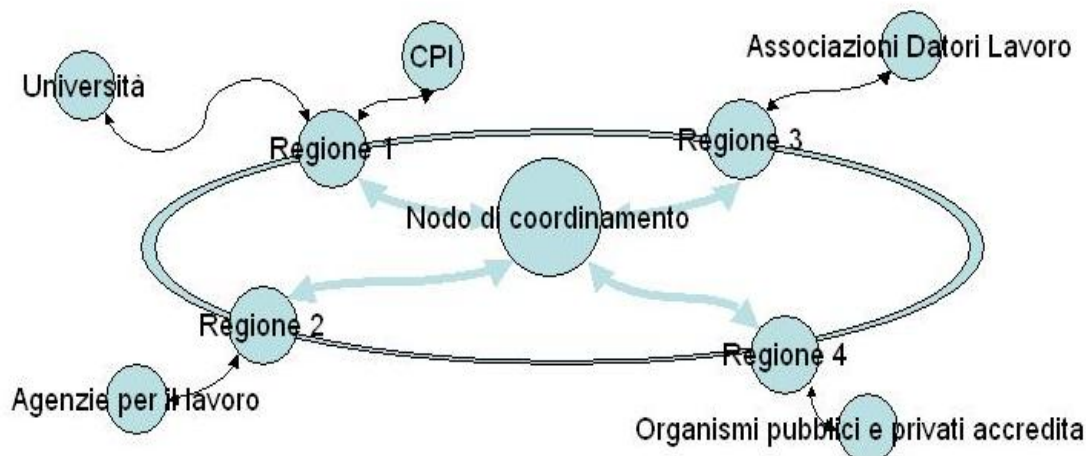 CPI
Associazioni Datori Lavoro
Università
Regione 1
Regione 3
Nodo di coordinamento
Regione 2
Regione 4
Agenzie per il lavoro
Organismi pubblici e privati accredita